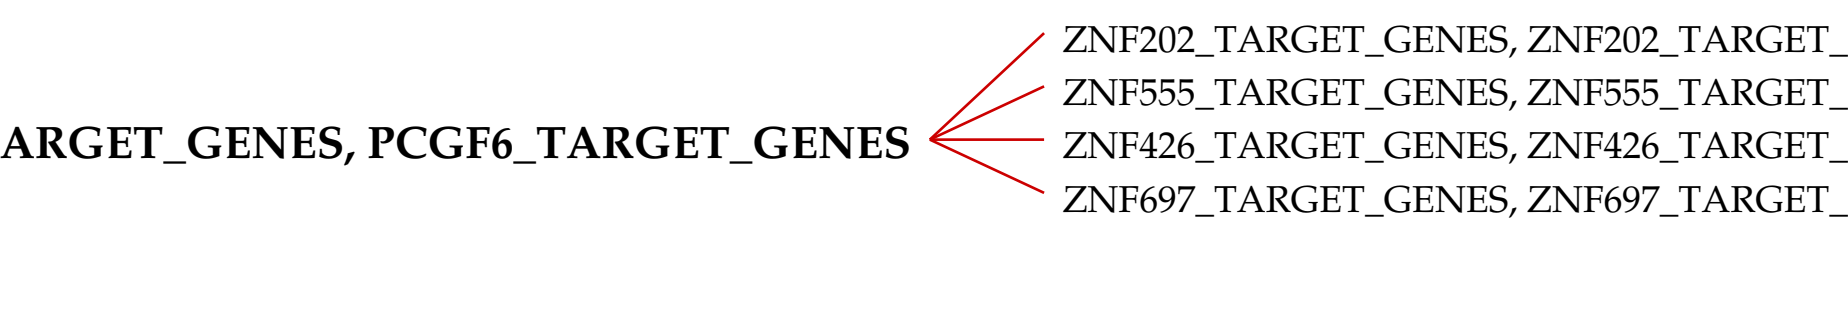 ZNF202_TARGET_GENES, ZNF202_TARGET_
ZNF555_TARGET_GENES, ZNF555_TARGET_
ARGET_GENES, PCGF6_TARGET_GENES
ZNF426_TARGET_GENES, ZNF426_TARGET_
ZNF697_TARGET_GENES, ZNF697_TARGET_